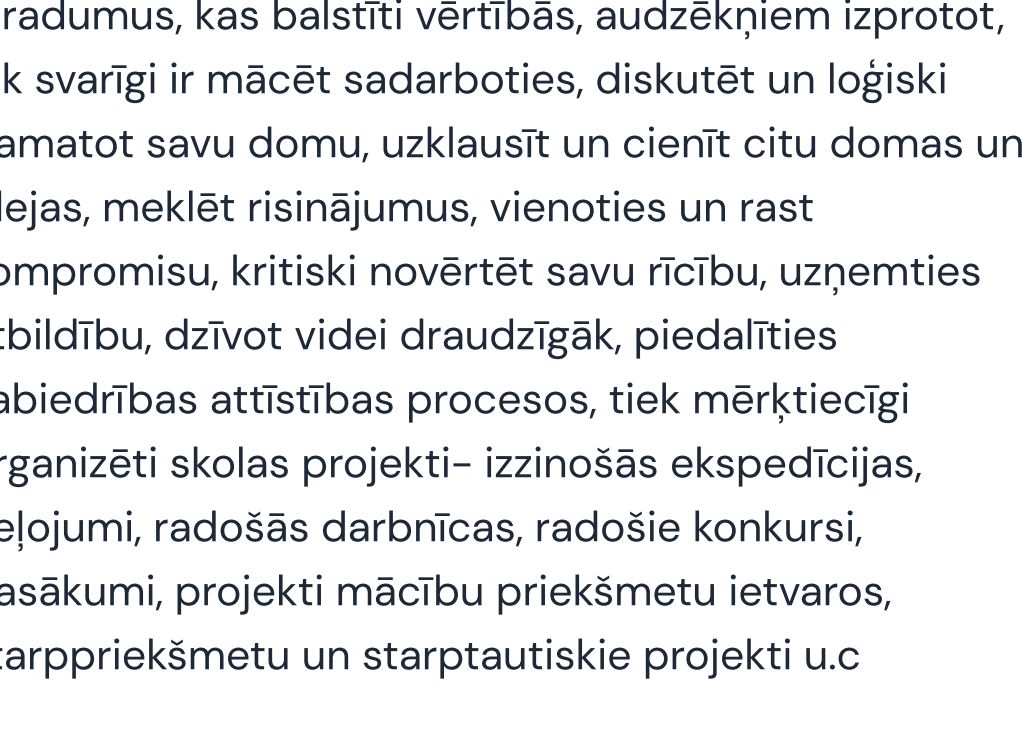 radumus, kas balstīti vērtībās, audzēkņiem izprotot,
k svarīgi ir mācēt sadarboties, diskutēt un loģiski
amatot savu domu, uzklausīt un cienīt citu domas un
lejas, meklēt risinājumus, vienoties un rast
ompromisu, kritiski novērtēt savu rīcību, uzņemties
tbildību, dzīvot videi draudzīgāk, piedalīties
abiedrības attīstības procesos, tiek mērķtiecīgi
rganizēti skolas projekti- izzinošās ekspedīcijas,
eļojumi, radošās darbnīcas, radošie konkursi,
asākumi, projekti mācību priekšmetu ietvaros,
tarppriekšmetu un starptautiskie projekti u.c